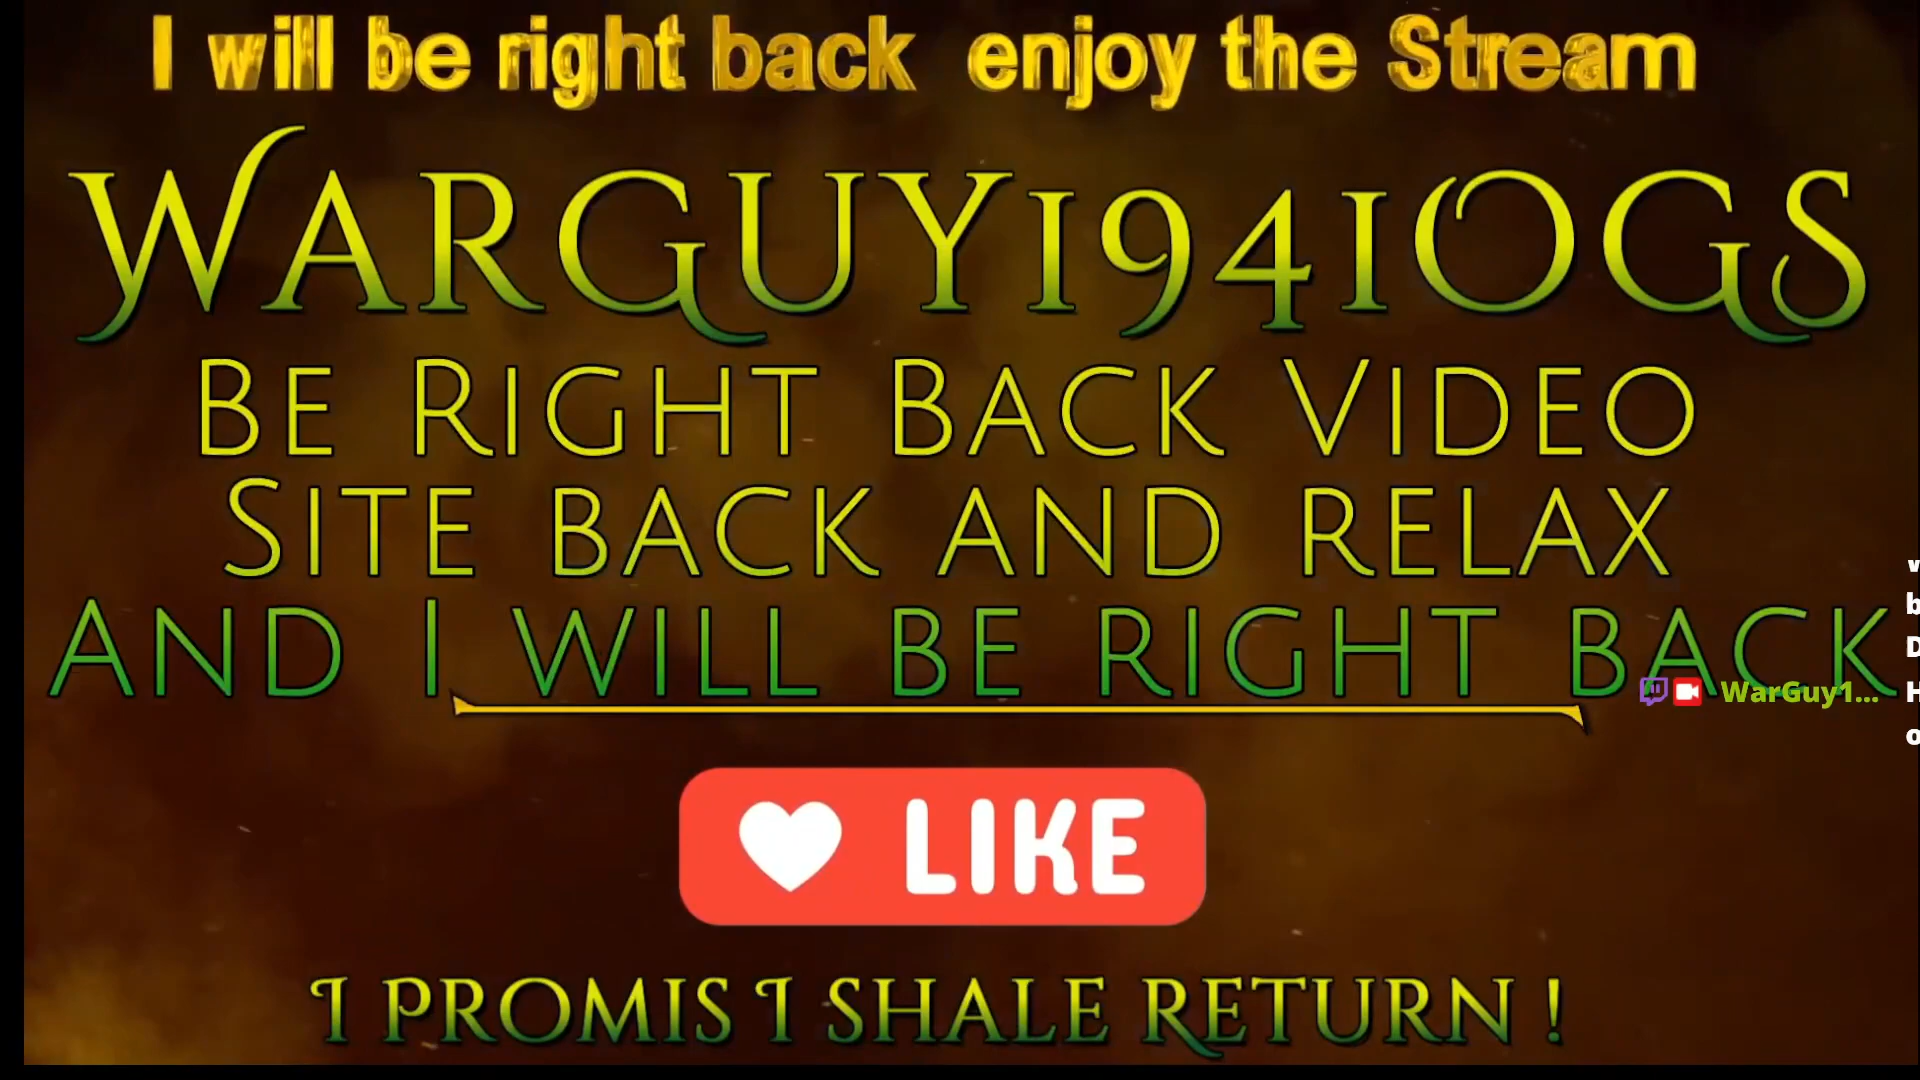 I will be right back enjoy the Stream
WARGUY1941OGS
BE RIGHT BACK VIDEO
SITE BACK AND RELAX
AND I WILL BE RIGHT BACK
WarGuy1...
LIKE
I PROMIS I SHALE RETURN !